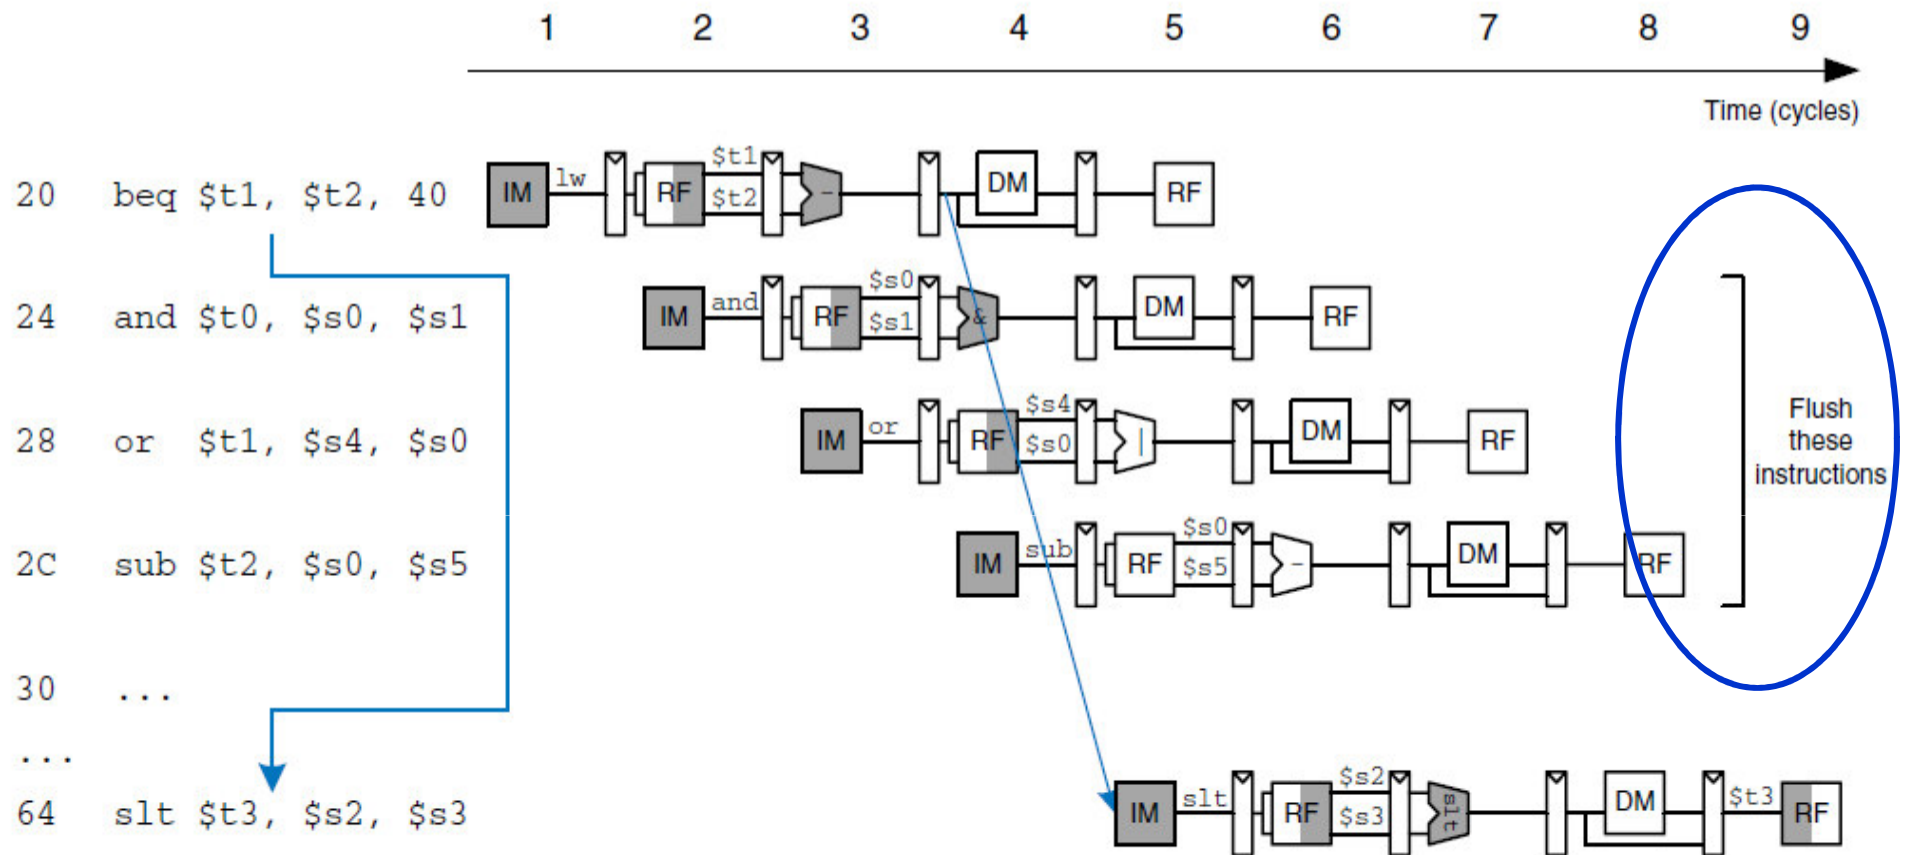 1 2 3 4 5 6 7 8 9
Time (cycles)
20 beq $t1, $t2, 40 IM lw RF $t1 $t2 - DM RF
24 and $t0, $s0, $s1 IM and RF $s0 $s1 & DM RF
28 or $t1, $s4, $s0 IM or RF $s4 $s0 | DM RF
2C sub $t2, $s0, $s5 IM sub RF $s0 $s5 - DM RF
Flush
these
instructions
30 ...
...
64 slt $t3, $s2, $s3 IM slt RF $s2 $s3 slt DM $t3 RF